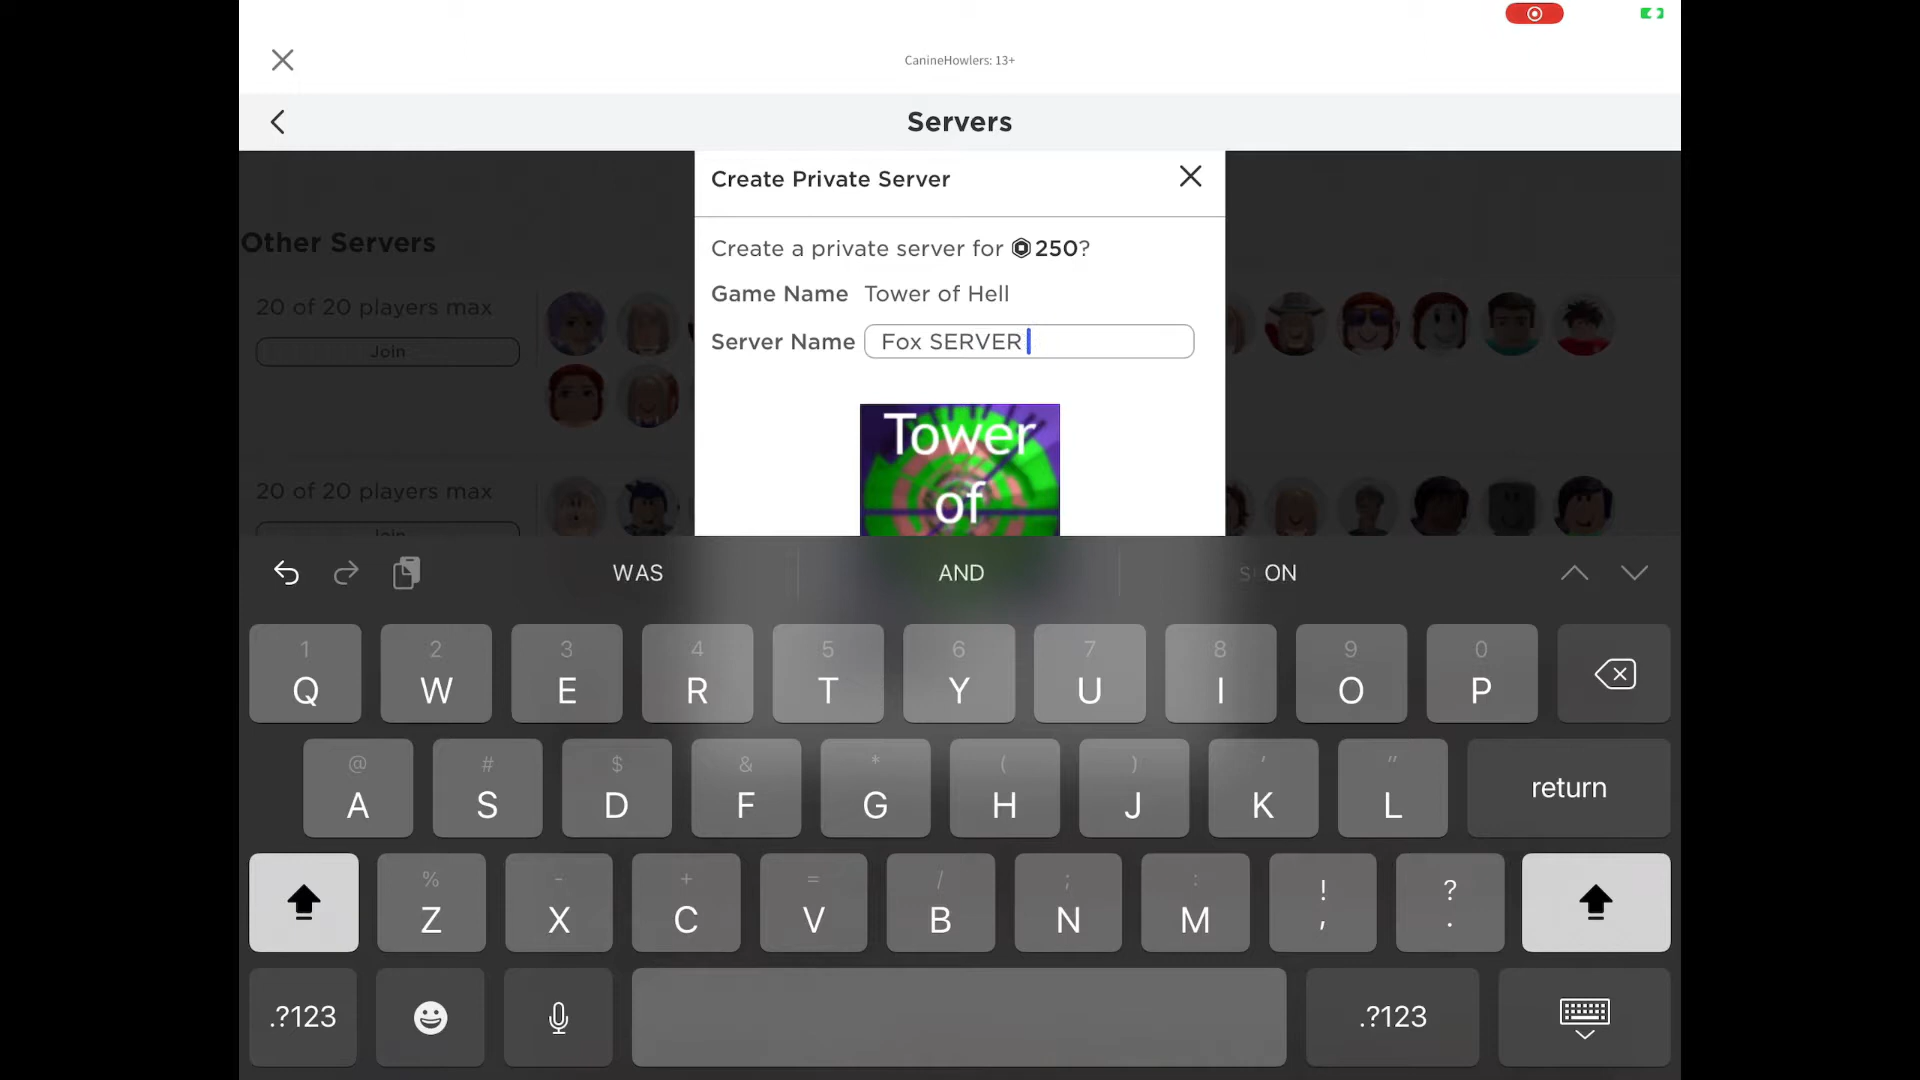 CanineHowlers: 13+
Servers
Create Private Server
Create a private server for 250?
Game Name Tower of Hell
Server Name Fox SERVER
Tower
of
Other Servers
20 of 20 players max
Join
20 of 20 players max
Join
WAS AND ON
1 2 3 4 5 6 7 8 9 0
Q W E R T Y U I O P
@ # $ & * ( ) ' "
A S D F G H J K L return
% - + = / ; : ! ?
Z X C V B N M , .
.?123 .?123